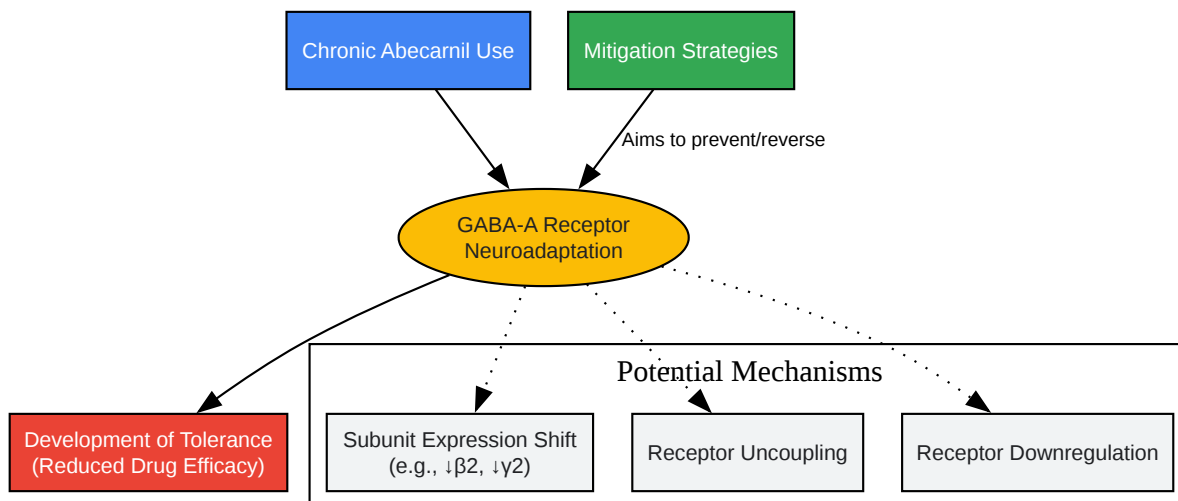 Chronic Abecarnil Use
Mitigation Strategies
Aims to prevent/reverse
GABA-A Receptor
Neuroadaptation
Potential Mechanisms
Development of Tolerance
(Reduced Drug Efficacy)
Subunit Expression Shift
(e.g., ↓β2, ↓γ2)
Receptor Uncoupling
Receptor Downregulation